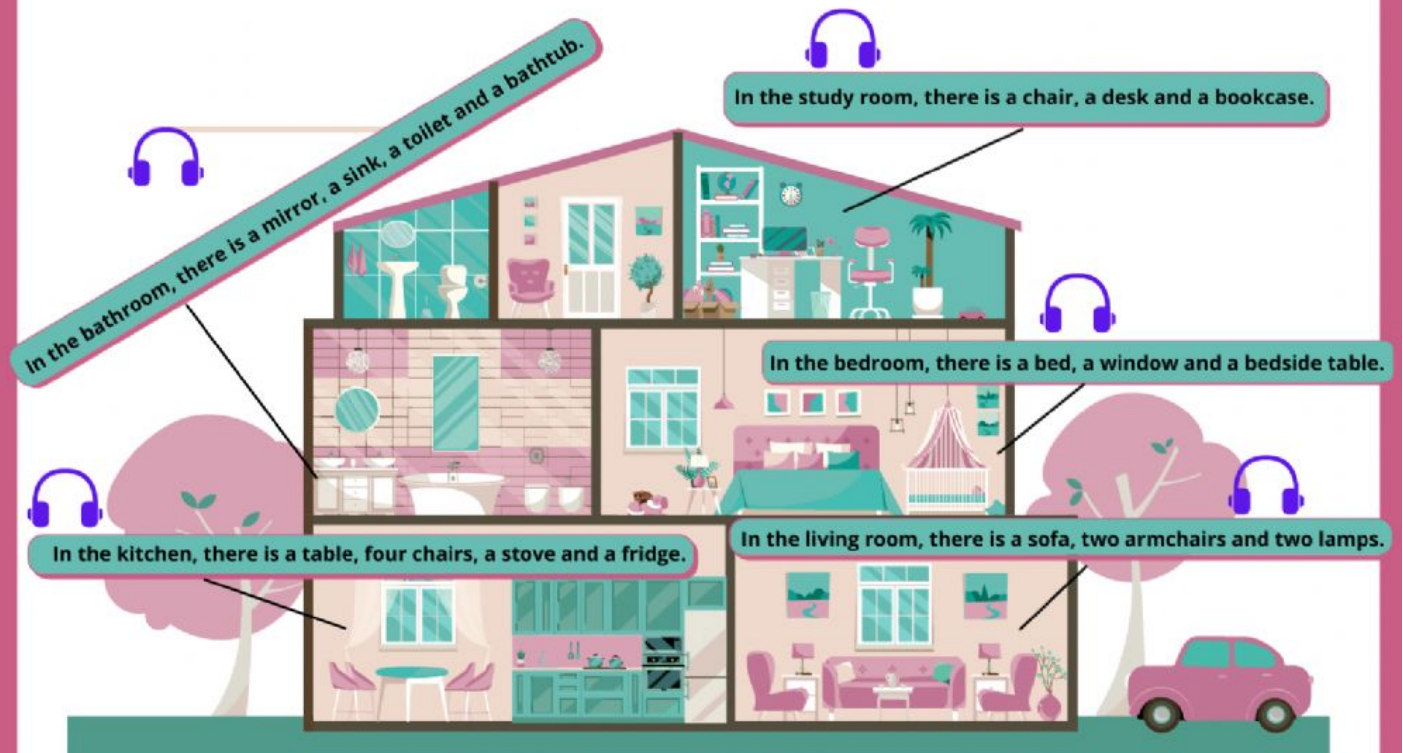 In the bathroom, there is a mirror, a sink, a toilet and a bathtub.
In the study room, there is a chair, a desk and a bookcase.
In the bedroom, there is a bed, a window and a bedside table.
In the kitchen, there is a table, four chairs, a stove and a fridge.
In the living room, there is a sofa, two armchairs and two lamps.